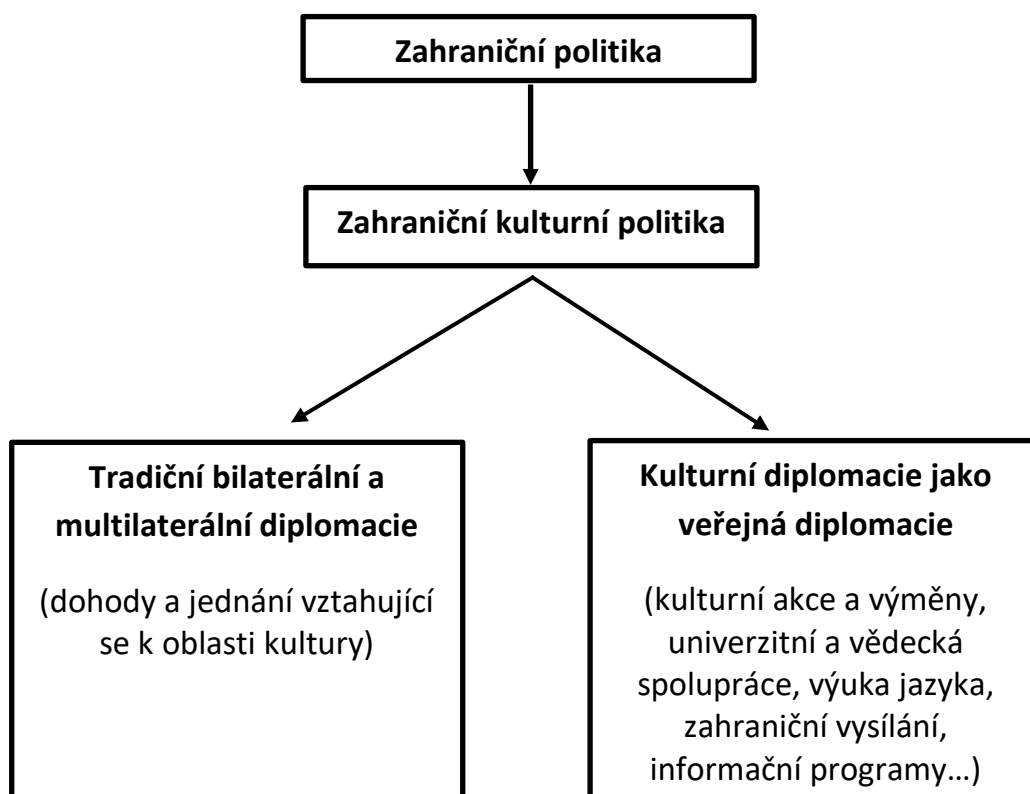 Zahraniční politika
Zahraniční kulturní politika
Tradiční bilaterální a
multilaterální diplomacie
(dohody a jednání vztahující
se k oblasti kultury)
Kulturní diplomacie jako
veřejná diplomacie
(kulturní akce a výměny,
univerzitní a vědecká
spolupráce, výuka jazyka,
zahraniční vysílání,
informační programy…)